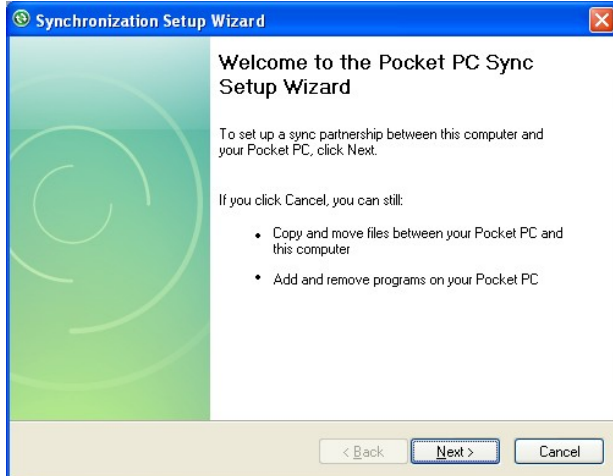 Synchronization Setup Wizard
Welcome to the Pocket PC Sync
Setup Wizard
To set up a sync partnership between this computer and
your Pocket PC, click Next.
If you click Cancel, you can still:
• Copy and move files between your Pocket PC and
this computer
• Add and remove programs on your Pocket PC
< Back Next > Cancel